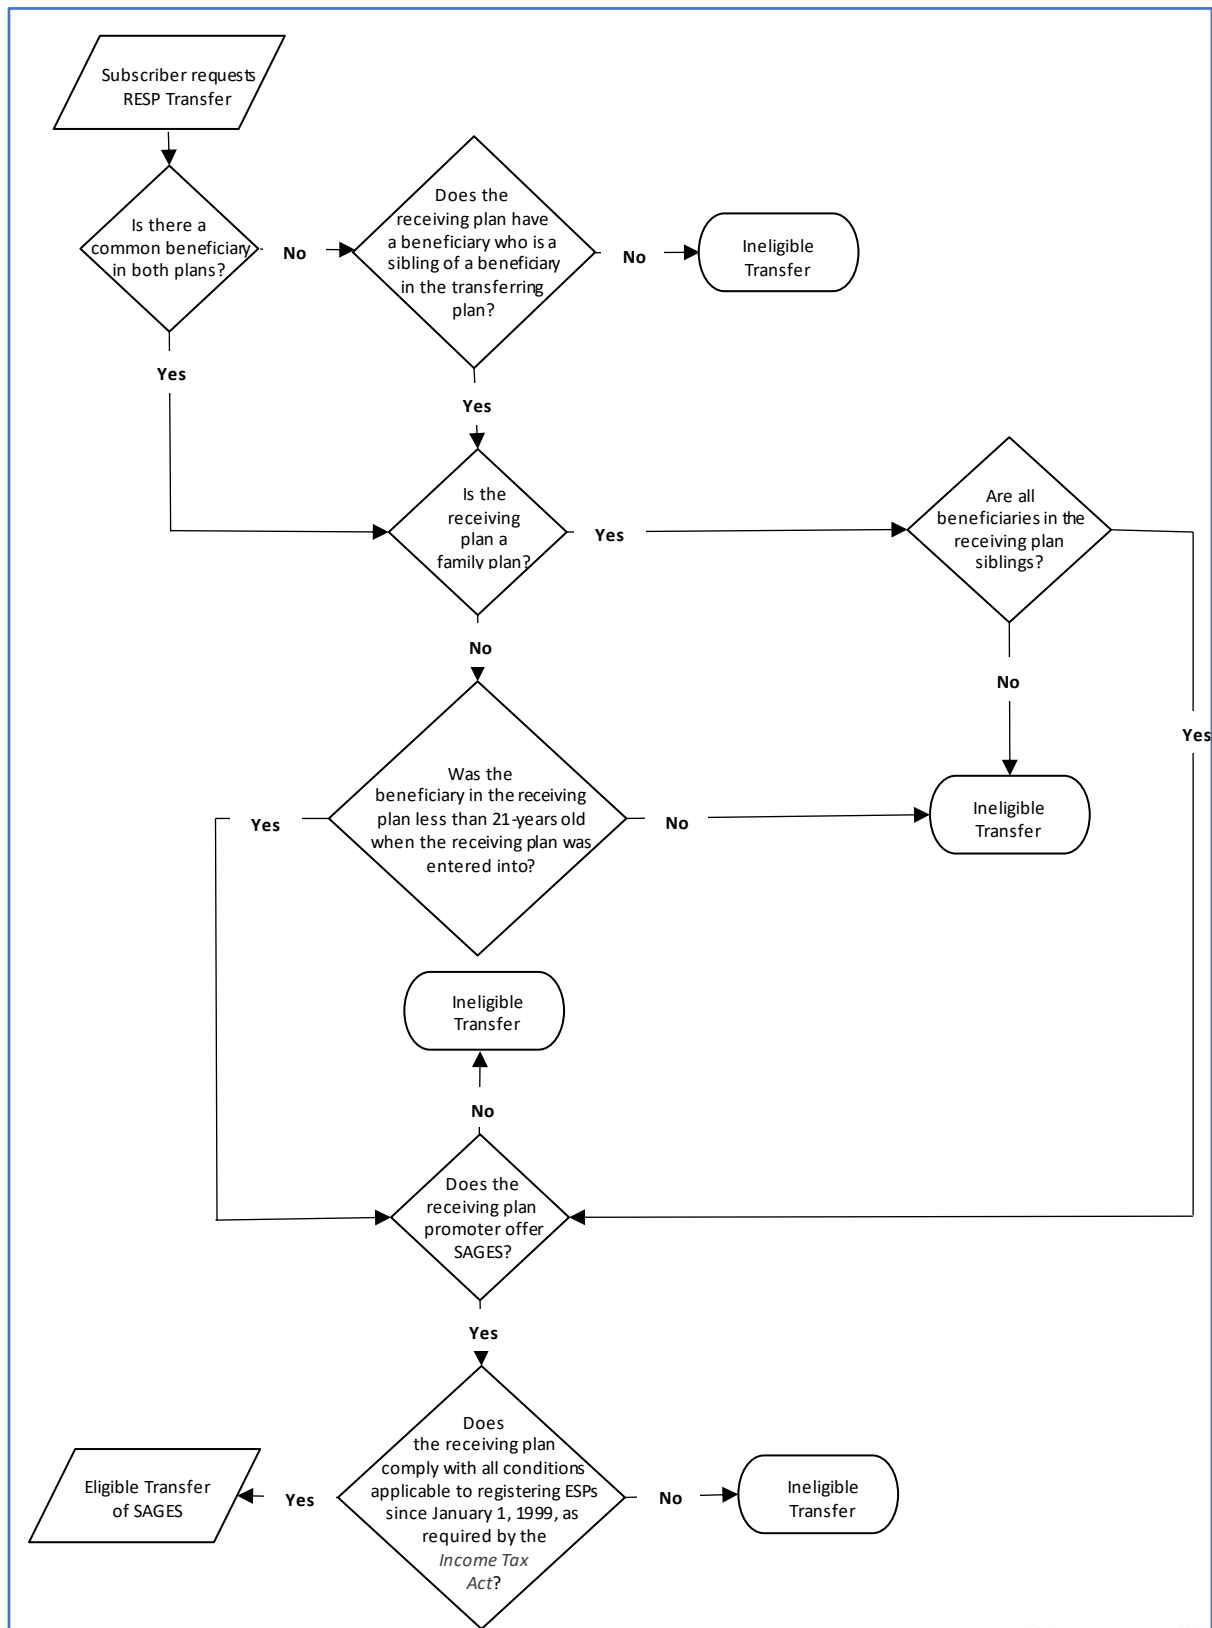 Subscriber requests
RESP Transfer
Is there a
common beneficiary
in both plans?
No
Does the
receiving plan have
a beneficiary who is a
sibling of a beneficiary
in the transferring
plan?
No
Ineligible
Transfer
Yes
Yes
Is the
receiving
plan a
family plan?
Yes
Are all
beneficiaries in the
receiving plan
siblings?
No
No
Yes
Was the
beneficiary in the receiving
plan less than 21-years old
when the receiving plan was
entered into?
Yes
No
Ineligible
Transfer
Ineligible
Transfer
No
Does the
receiving plan
promoter offer
SAGES?
Yes
Does
the receiving plan
comply with all conditions
applicable to registering ESPs
since January 1, 1999, as
required by the
Income Tax
Act?
Yes
Eligible Transfer
of SAGES
No
Ineligible
Transfer